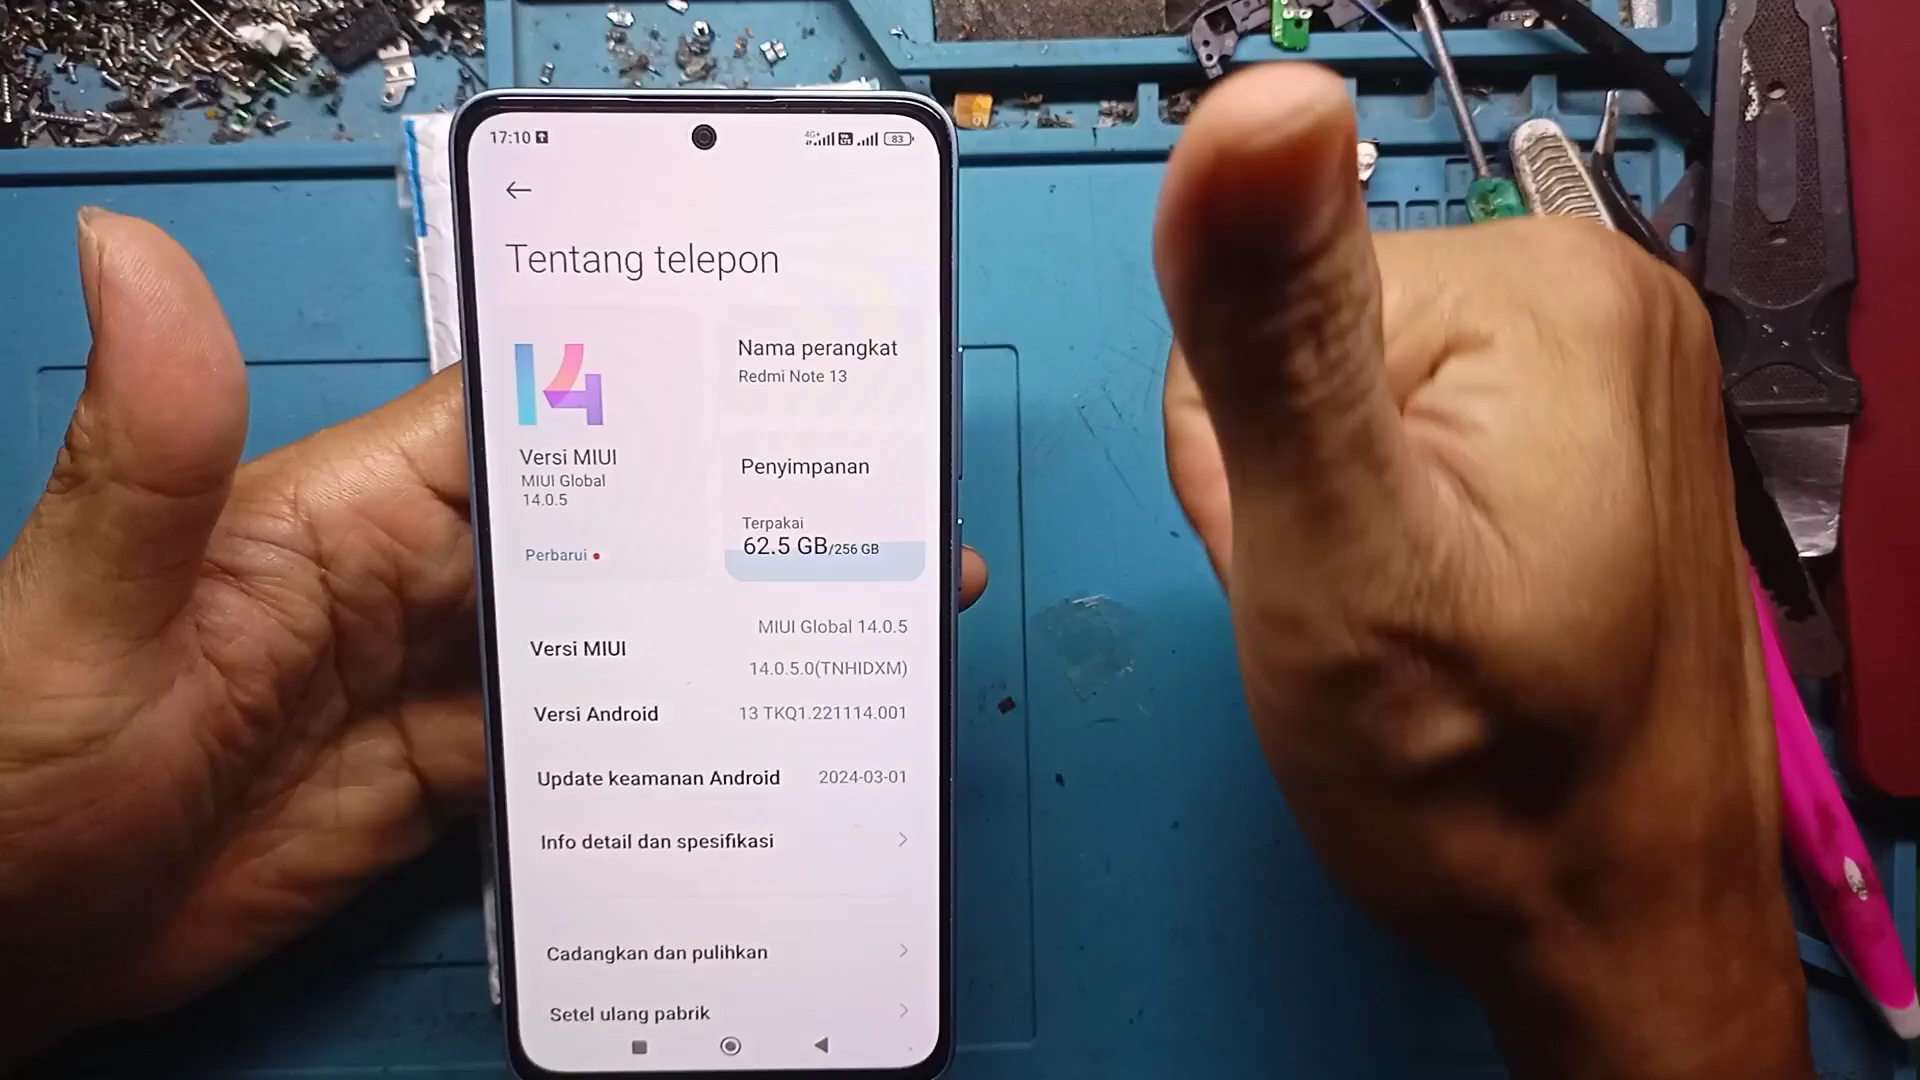 17:10
4G+
83
Tentang telepon
14
Versi MIUI
MIUI Global
14.0.5
Perbarui
Nama perangkat
Redmi Note 13
Penyimpanan
Terpakai
62.5 GB/256 GB
Versi MIUI
MIUI Global 14.0.5
14.0.5.0(TNHIDXM)
Versi Android
13 TKQ1.221114.001
Update keamanan Android
2024-03-01
Info detail dan spesifikasi
Cadangkan dan pulihkan
Setel ulang pabrik